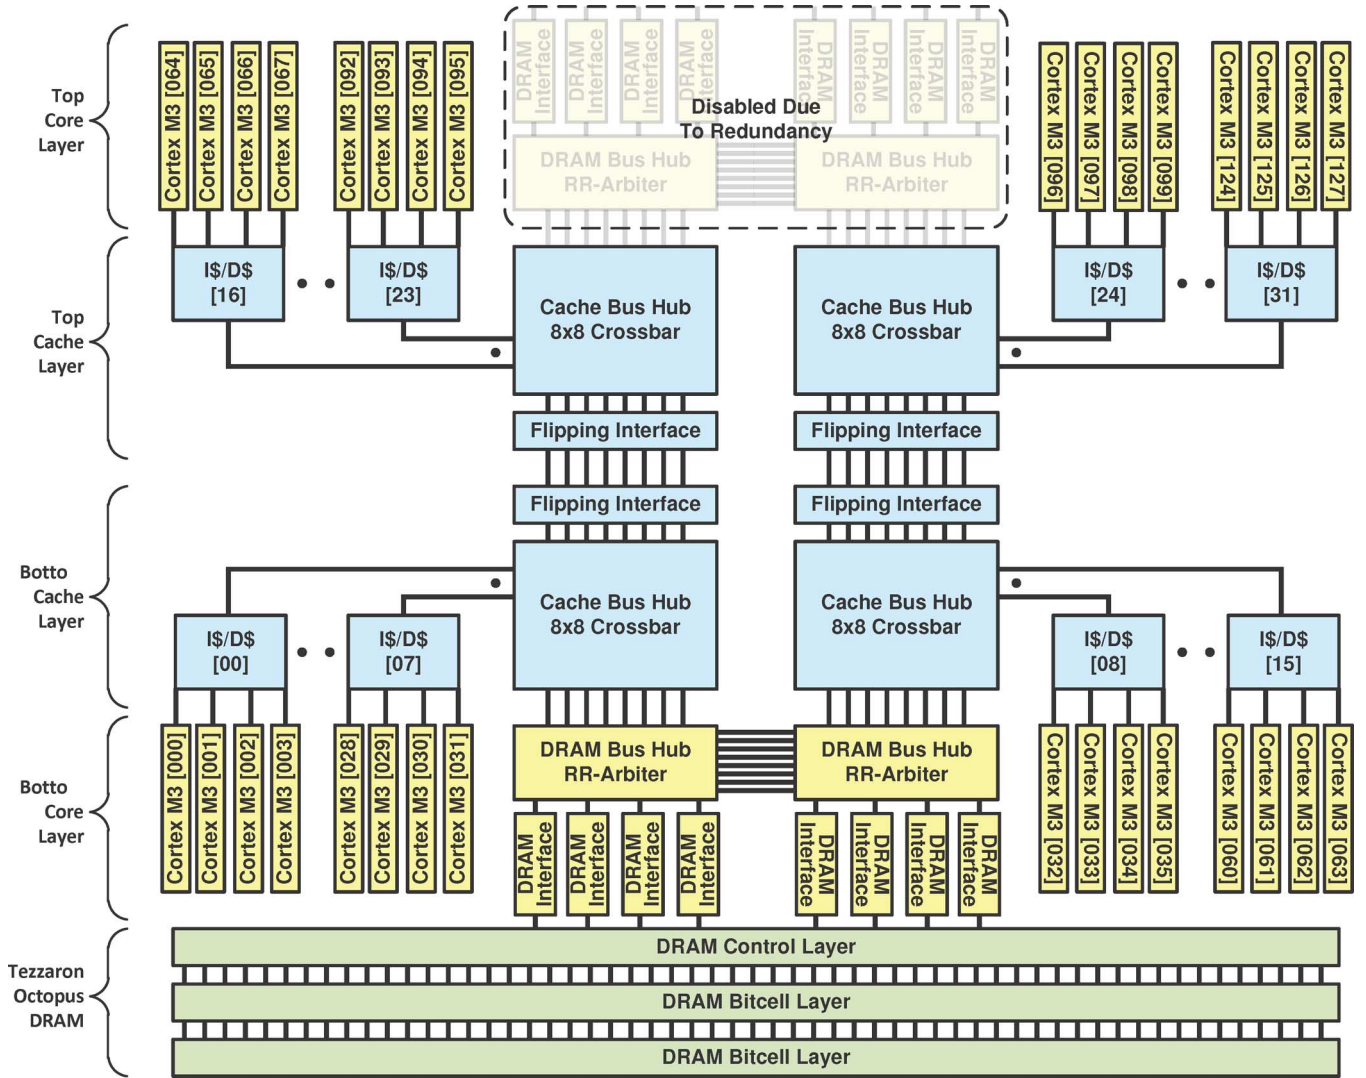 Top
Core
Layer
Cortex M3 [064]
Cortex M3 [065]
Cortex M3 [066]
Cortex M3 [067]
Cortex M3 [092]
Cortex M3 [093]
Cortex M3 [094]
Cortex M3 [095]
DRAM
Interface
DRAM
Interface
DRAM
Interface
DRAM
Interface
DRAM
Interface
DRAM
Interface
DRAM
Interface
DRAM
Interface
Disabled Due
To Redundancy
DRAM Bus Hub
RR-Arbiter
DRAM Bus Hub
RR-Arbiter
Cortex M3 [096]
Cortex M3 [097]
Cortex M3 [098]
Cortex M3 [099]
Cortex M3 [124]
Cortex M3 [125]
Cortex M3 [126]
Cortex M3 [127]
Top
Cache
Layer
I$/D$
[16]
I$/D$
[23]
Cache Bus Hub
8x8 Crossbar
Cache Bus Hub
8x8 Crossbar
I$/D$
[24]
I$/D$
[31]
Flipping Interface
Flipping Interface
Botto
Cache
Layer
Flipping Interface
Flipping Interface
I$/D$
[00]
I$/D$
[07]
Cache Bus Hub
8x8 Crossbar
Cache Bus Hub
8x8 Crossbar
I$/D$
[08]
I$/D$
[15]
Botto
Core
Layer
Cortex M3 [000]
Cortex M3 [001]
Cortex M3 [002]
Cortex M3 [003]
Cortex M3 [028]
Cortex M3 [029]
Cortex M3 [030]
Cortex M3 [031]
DRAM Bus Hub
RR-Arbiter
DRAM Bus Hub
RR-Arbiter
DRAM
Interface
DRAM
Interface
DRAM
Interface
DRAM
Interface
DRAM
Interface
DRAM
Interface
DRAM
Interface
DRAM
Interface
Cortex M3 [032]
Cortex M3 [033]
Cortex M3 [034]
Cortex M3 [035]
Cortex M3 [060]
Cortex M3 [061]
Cortex M3 [062]
Cortex M3 [063]
Tezzaron
Octopus
DRAM
DRAM Control Layer
DRAM Bitcell Layer
DRAM Bitcell Layer